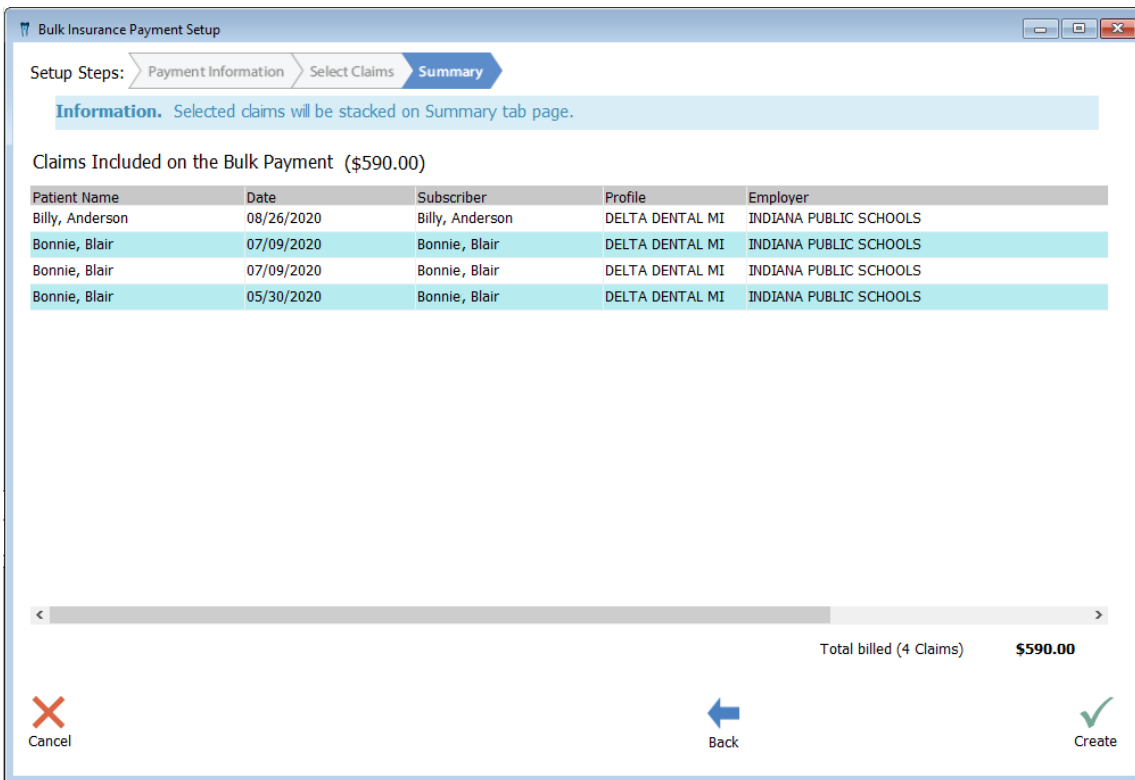 Bulk Insurance Payment Setup
Setup Steps: Payment Information Select Claims Summary
Information. Selected claims will be stacked on Summary tab page.
Claims Included on the Bulk Payment ($590.00)
Patient Name Date Subscriber Profile Employer
Billy, Anderson 08/26/2020 Billy, Anderson DELTA DENTAL MI INDIANA PUBLIC SCHOOLS
Bonnie, Blair 07/09/2020 Bonnie, Blair DELTA DENTAL MI INDIANA PUBLIC SCHOOLS
Bonnie, Blair 07/09/2020 Bonnie, Blair DELTA DENTAL MI INDIANA PUBLIC SCHOOLS
Bonnie, Blair 05/30/2020 Bonnie, Blair DELTA DENTAL MI INDIANA PUBLIC SCHOOLS
Total billed (4 Claims) $590.00
Cancel Back Create